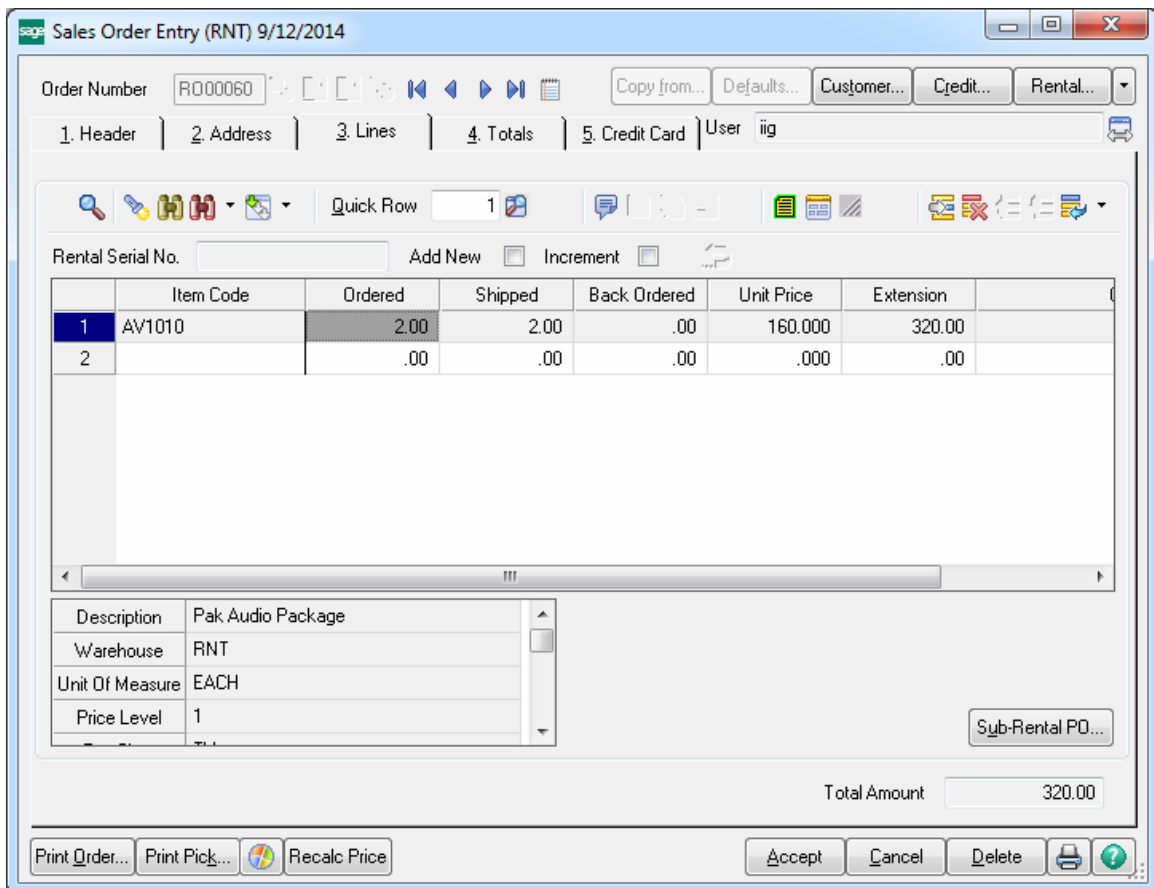 sage Sales Order Entry (RNT) 9/12/2014
Order Number RO00060 Copy from... Defaults... Customer... Credit... Rental...
1. Header 2. Address 3. Lines 4. Totals 5. Credit Card User iig
Quick Row 1
Rental Serial No. Add New Increment
Item Code Ordered Shipped Back Ordered Unit Price Extension
1 AV1010 2.00 2.00 .00 160.000 320.00
2 .00 .00 .00 .000 .00
Description Pak Audio Package
Warehouse RNT
Unit Of Measure EACH
Price Level 1
Sub-Rental PO...
Total Amount 320.00
Print Order... Print Pick... Recalc Price Accept Cancel Delete